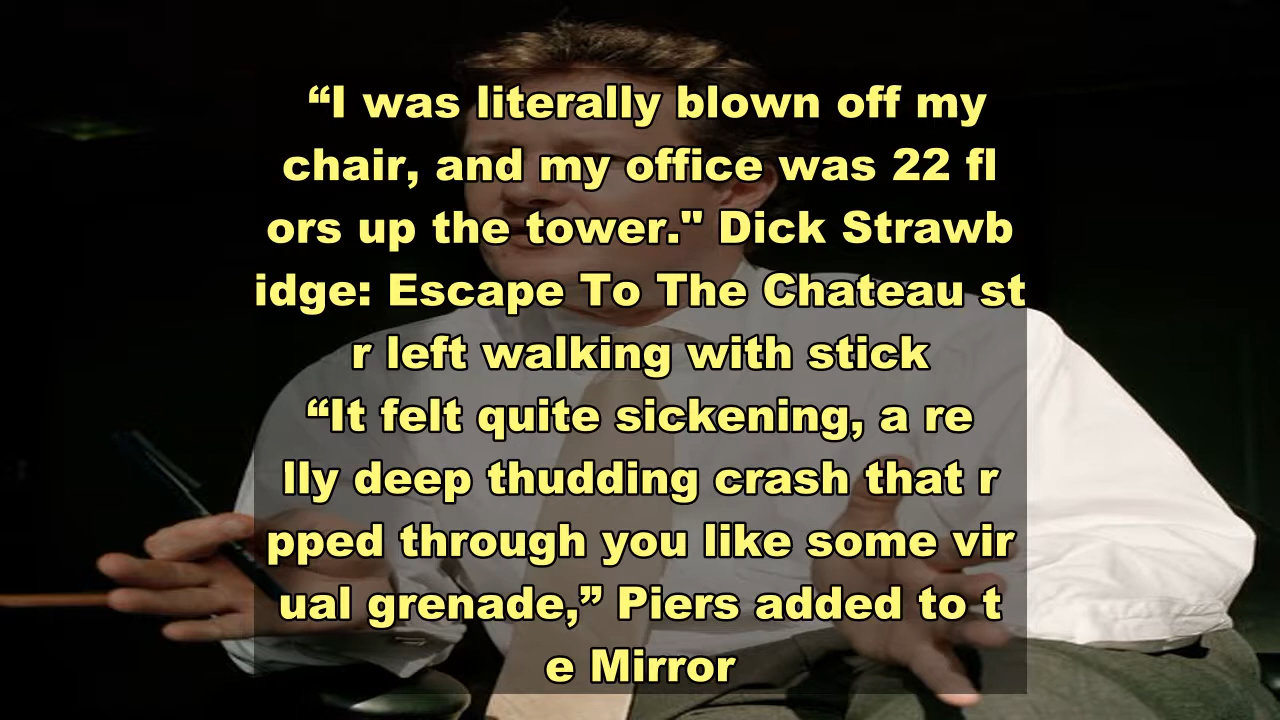 “I was literally blown off my
chair, and my office was 22 fl
ors up the tower." Dick Strawb
idge: Escape To The Chateau st
r left walking with stick
“It felt quite sickening, a re
lly deep thudding crash that r
pped through you like some vir
ual grenade,” Piers added to t
e Mirror